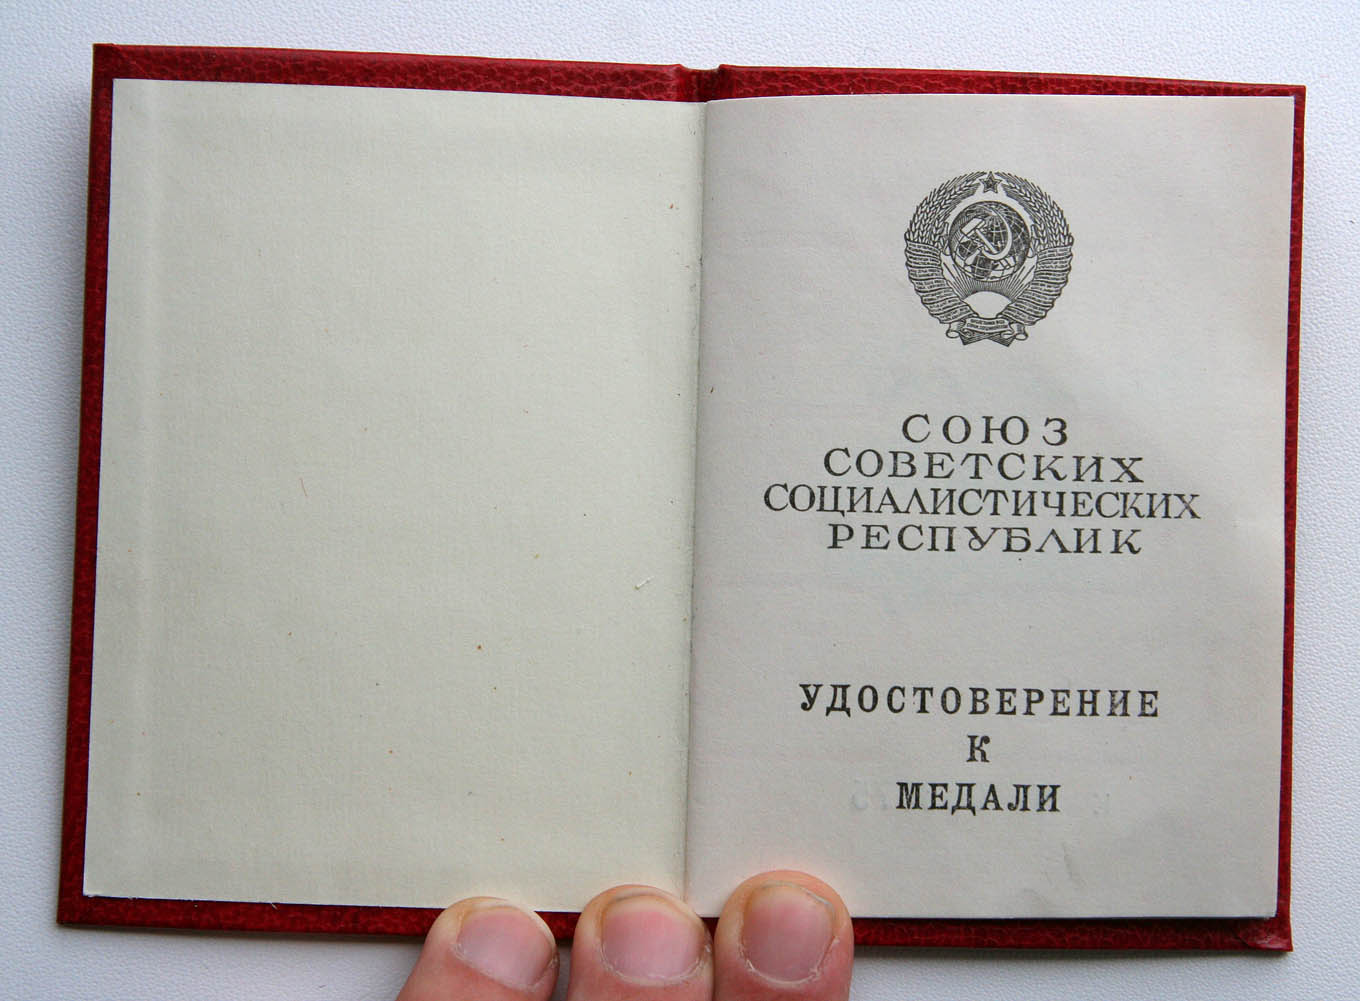 СОЮЗ
СОВЕТСКИХ
СОЦИАЛИСТИЧЕСКИХ
РЕСПУБЛИК
УДОСТОВЕРЕНИЕ
К
МЕДАЛИ